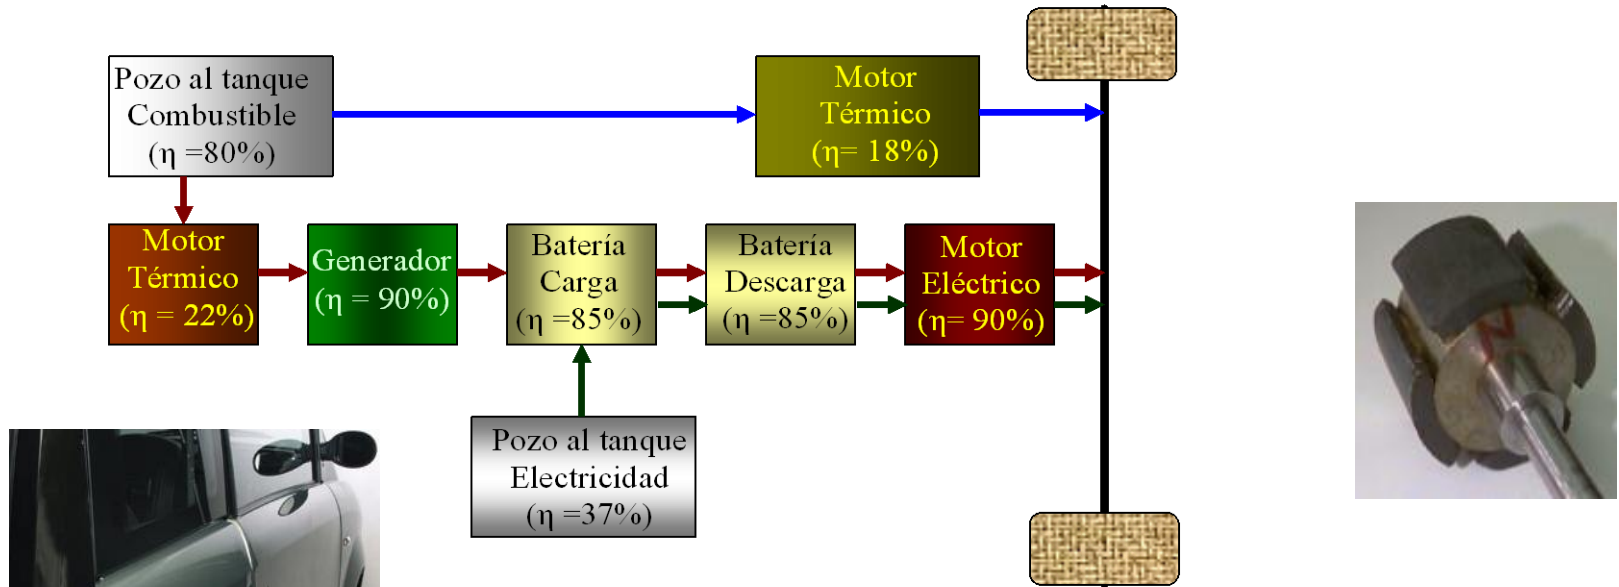 Pozo al tanque
Combustible
(η =80%)
Motor
Térmico
(η= 18%)
Motor
Térmico
(η = 22%)
Generador
(η = 90%)
Batería
Carga
(η =85%)
Batería
Descarga
(η =85%)
Motor
Eléctrico
(η= 90%)
Pozo al tanque
Electricidad
(η =37%)